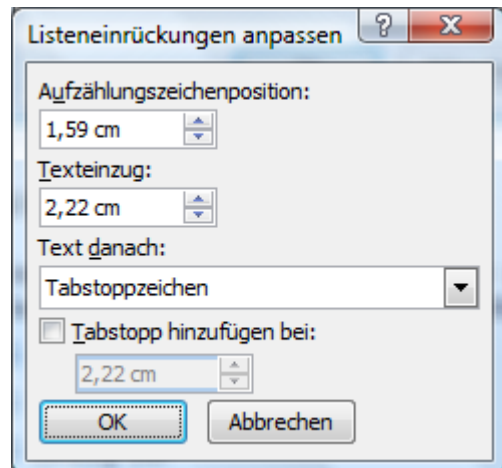 Listeneinrückungen anpassen
Aufzählungszeichenposition:
1,59 cm
Texteinzug:
2,22 cm
Text danach:
Tabstoppzeichen
Tabstopp hinzufügen bei:
2,22 cm
OK Abbrechen